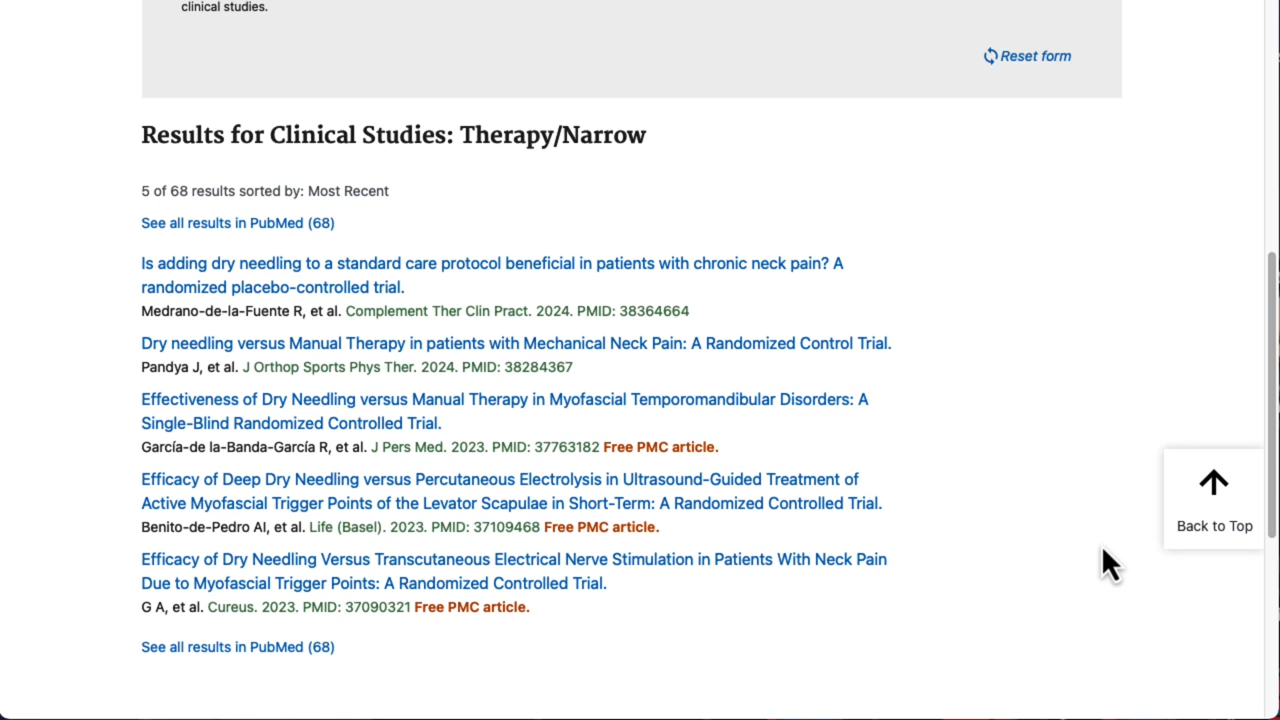 clinical studies.
Reset form
Results for Clinical Studies: Therapy/Narrow
5 of 68 results sorted by: Most Recent
See all results in PubMed (68)
Is adding dry needling to a standard care protocol beneficial in patients with chronic neck pain? A
randomized placebo-controlled trial.
Medrano-de-la-Fuente R, et al. Complement Ther Clin Pract. 2024. PMID: 38364664
Dry needling versus Manual Therapy in patients with Mechanical Neck Pain: A Randomized Control Trial.
Pandya J, et al. J Orthop Sports Phys Ther. 2024. PMID: 38284367
Effectiveness of Dry Needling versus Manual Therapy in Myofascial Temporomandibular Disorders: A
Single-Blind Randomized Controlled Trial.
García-de la-Banda-García R, et al. J Pers Med. 2023. PMID: 37763182 Free PMC article.
Efficacy of Deep Dry Needling versus Percutaneous Electrolysis in Ultrasound-Guided Treatment of
Active Myofascial Trigger Points of the Levator Scapulae in Short-Term: A Randomized Controlled Trial.
Benito-de-Pedro AI, et al. Life (Basel). 2023. PMID: 37109468 Free PMC article.
Efficacy of Dry Needling Versus Transcutaneous Electrical Nerve Stimulation in Patients With Neck Pain
Due to Myofascial Trigger Points: A Randomized Controlled Trial.
G A, et al. Cureus. 2023. PMID: 37090321 Free PMC article.
See all results in PubMed (68)
Back to Top